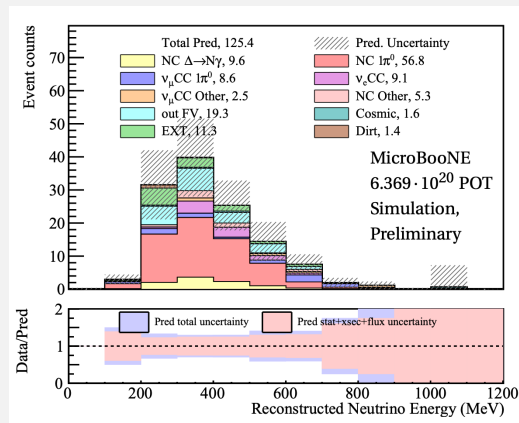 Event counts
Total Pred, 125.4
Pred. Uncertainty
NC Δ→Nγ, 9.6
NC 1π⁰, 56.8
νμCC 1π⁰, 8.6
νeCC, 9.1
νμCC Other, 2.5
NC Other, 5.3
out FV, 19.3
Cosmic, 1.6
EXT, 11.3
Dirt, 1.4
MicroBooNE
6.369·10²⁰ POT
Simulation,
Preliminary
70
60
50
40
30
20
10
0
Data/Pred
Pred total uncertainty
Pred stat+xsec+flux uncertainty
2
1
0
0 200 400 600 800 1000 1200
Reconstructed Neutrino Energy (MeV)